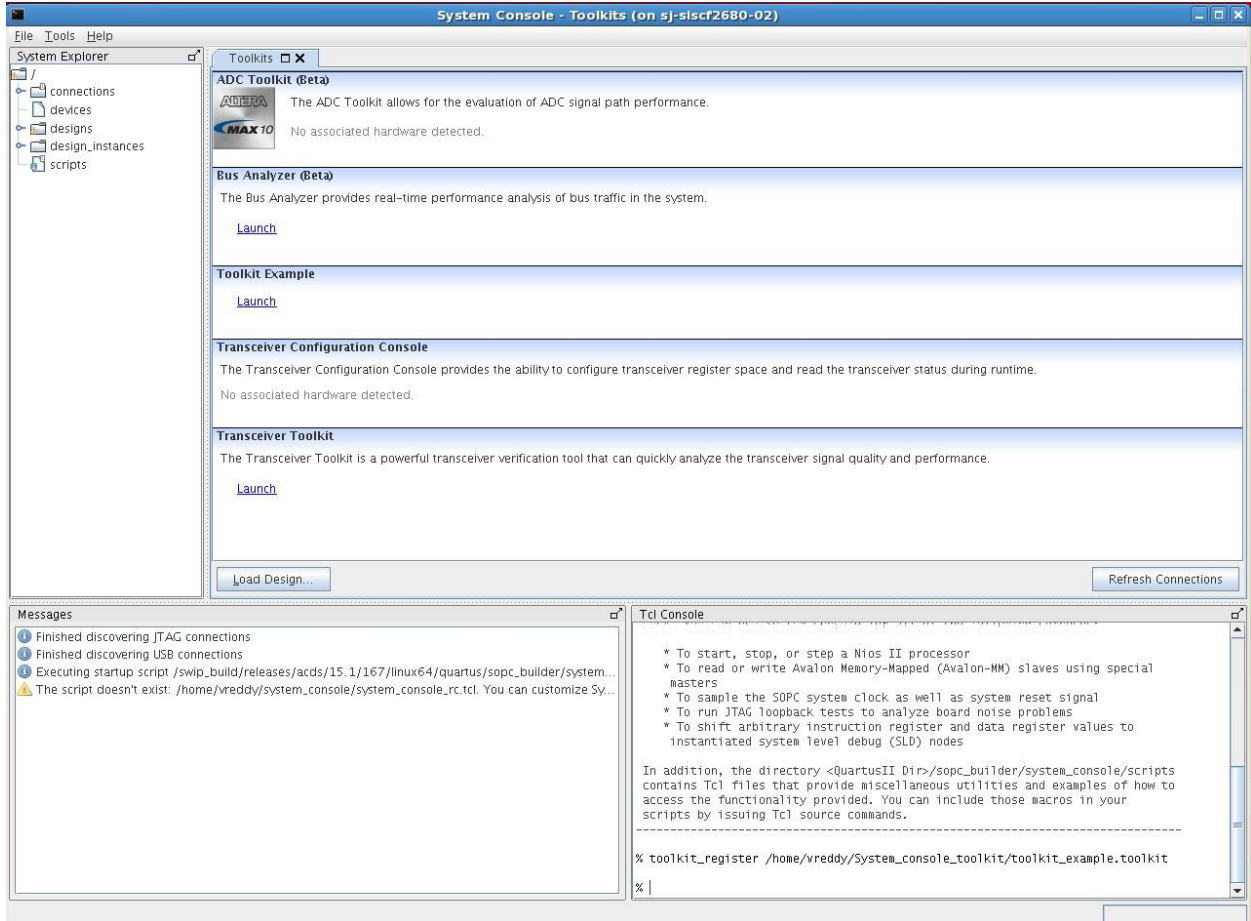 System Console - Toolkits (on sj-slscf2680-02)
File Tools Help
System Explorer
/
connections
devices
designs
design_instances
scripts
Toolkits
ADC Toolkit (Beta)
ALTERA
MAX 10
The ADC Toolkit allows for the evaluation of ADC signal path performance.
No associated hardware detected.
Bus Analyzer (Beta)
The Bus Analyzer provides real-time performance analysis of bus traffic in the system.
Launch
Toolkit Example
Launch
Transceiver Configuration Console
The Transceiver Configuration Console provides the ability to configure transceiver register space and read the transceiver status during runtime.
No associated hardware detected.
Transceiver Toolkit
The Transceiver Toolkit is a powerful transceiver verification tool that can quickly analyze the transceiver signal quality and performance.
Launch
Load Design...
Refresh Connections
Messages
Finished discovering JTAG connections
Finished discovering USB connections
Executing startup script /swip_build/releases/acds/15.1/167/linux64/quartus/sopc_builder/system...
The script doesn't exist: /home/vreddy/system_console/system_console_rc.tcl. You can customize Sy...
Tcl Console
* To start, stop, or step a Nios II processor
* To read or write Avalon Memory-Mapped (Avalon-MM) slaves using special
masters
* To sample the SOPC system clock as well as system reset signal
* To run JTAG loopback tests to analyze board noise problems
* To shift arbitrary instruction register and data register values to
instantiated system level debug (SLD) nodes
In addition, the directory <QuartusII Dir>/sopc_builder/system_console/scripts
contains Tcl files that provide miscellaneous utilities and examples of how to
access the functionality provided. You can include those macros in your
scripts by issuing Tcl source commands.
--------------------------------------------------------------------------------
% toolkit_register /home/vreddy/System_console_toolkit/toolkit_example.toolkit
%